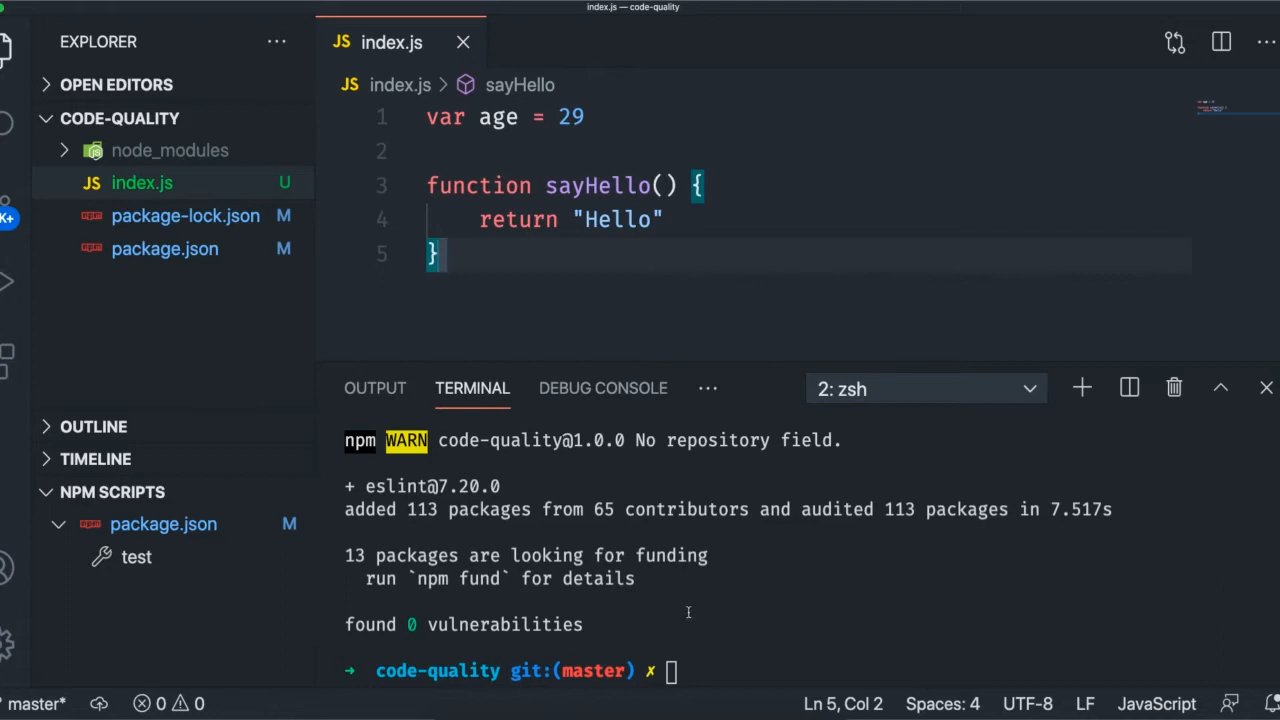 index.js — code-quality
EXPLORER
OPEN EDITORS
CODE-QUALITY
node_modules
JS index.js U
package-lock.json M
package.json M
K+
OUTLINE
TIMELINE
NPM SCRIPTS
package.json M
test
JS index.js
JS index.js > sayHello
1 var age = 29
2
3 function sayHello() {
4 return "Hello"
5 }
OUTPUT TERMINAL DEBUG CONSOLE 2: zsh
npm WARN code-quality@1.0.0 No repository field.
+ eslint@7.20.0
added 113 packages from 65 contributors and audited 113 packages in 7.517s
13 packages are looking for funding
run `npm fund` for details
found 0 vulnerabilities
→ code-quality git:(master) ✗
master* 0 0 Ln 5, Col 2 Spaces: 4 UTF-8 LF JavaScript